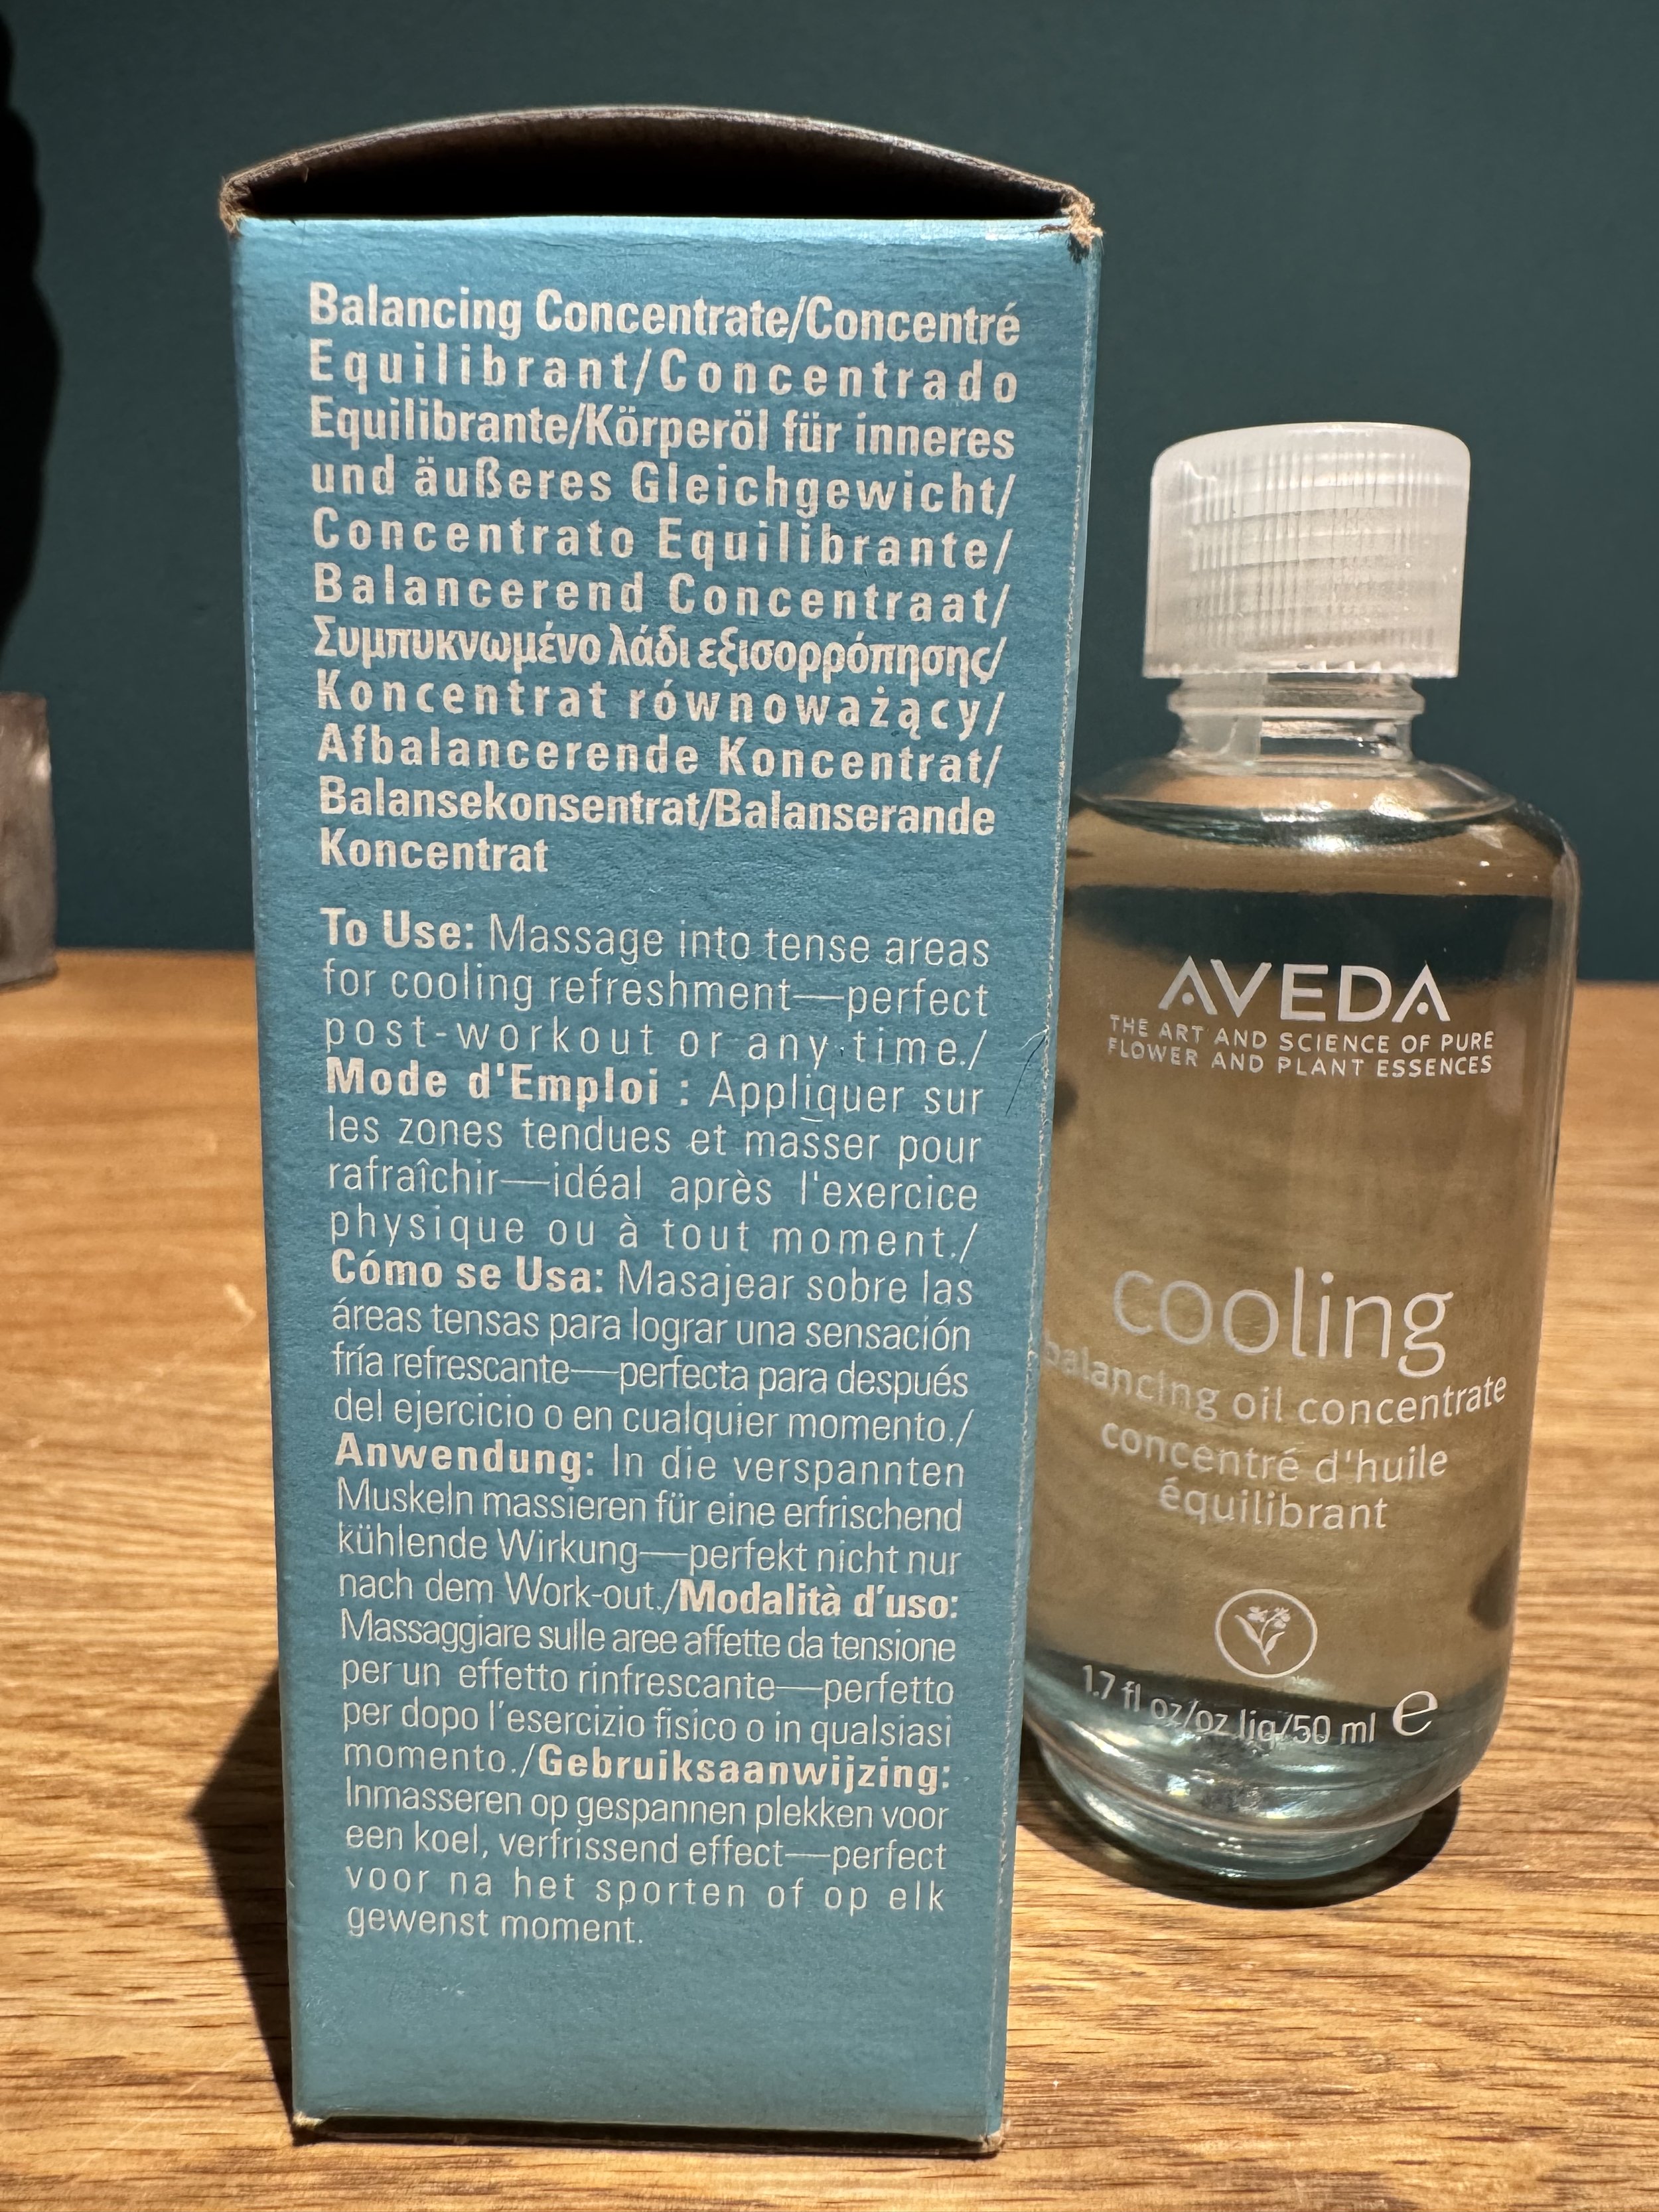 Balancing Concentrate/Concentré
Equilibrant/Concentrado
Equilibrante/Körperöl für inneres
und äußeres Gleichgewicht/
Concentrato Equilibrante/
Balancerend Concentraat/
Συμπυκνωμένο λάδι εξισορρόπησης/
Koncentrat równoważący/
Afbalancerende Koncentrat/
Balansekonsentrat/Balanserande
Koncentrat
To Use: Massage into tense areas
for cooling refreshment—perfect
post-workout or any time./
Mode d'Emploi : Appliquer sur
les zones tendues et masser pour
rafraîchir—idéal après l'exercice
physique ou à tout moment./
Cómo se Usa: Masajear sobre las
áreas tensas para lograr una sensación
fría refrescante—perfecta para después
del ejercicio o en cualquier momento./
Anwendung: In die verspannten
Muskeln massieren für eine erfrischend
kühlende Wirkung—perfekt nicht nur
nach dem Work-out./Modalità d'uso:
Massaggiare sulle aree affette da tensione
per un effetto rinfrescante—perfetto
per dopo l'esercizio fisico o in qualsiasi
momento./Gebruiksaanwijzing:
Inmasseren op gespannen plekken voor
een koel, verfrissend effect—perfect
voor na het sporten of op elk
gewenst moment.
AVEDA
THE ART AND SCIENCE OF PURE
FLOWER AND PLANT ESSENCES
cooling
balancing oil concentrate
concentré d'huile
équilibrant
1.7 fl oz/oz liq/50 ml ℮